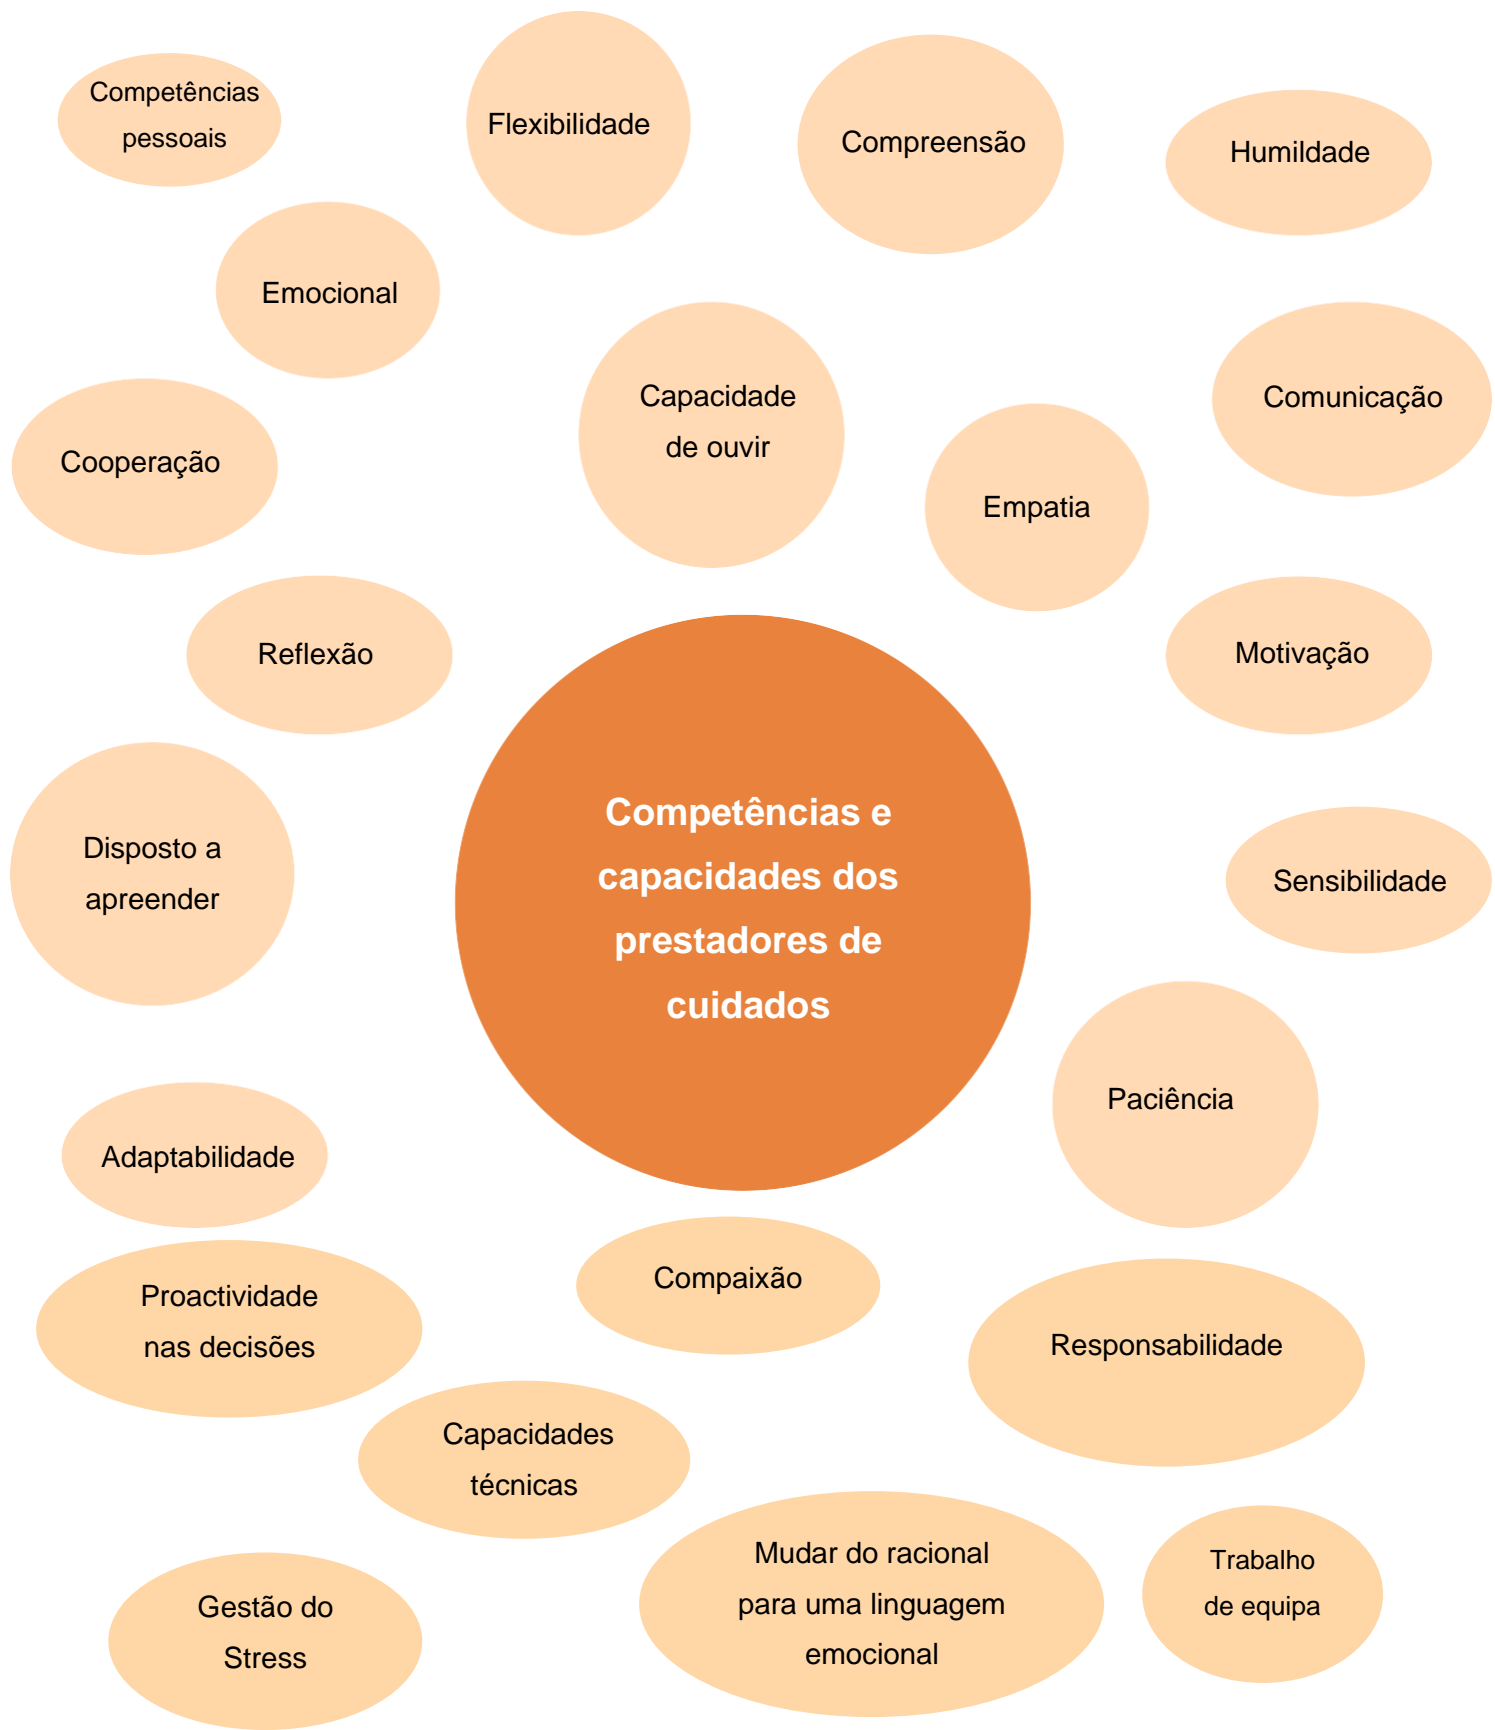 Competências
pessoais
Flexibilidade
Compreensão
Humildade
Emocional
Capacidade
de ouvir
Comunicação
Cooperação
Empatia
Reflexão
Motivação
Competências e
capacidades dos
prestadores de
cuidados
Disposto a
apreender
Sensibilidade
Paciência
Adaptabilidade
Compaixão
Proactividade
nas decisões
Responsabilidade
Capacidades
técnicas
Mudar do racional
para uma linguagem
emocional
Trabalho
de equipa
Gestão do
Stress